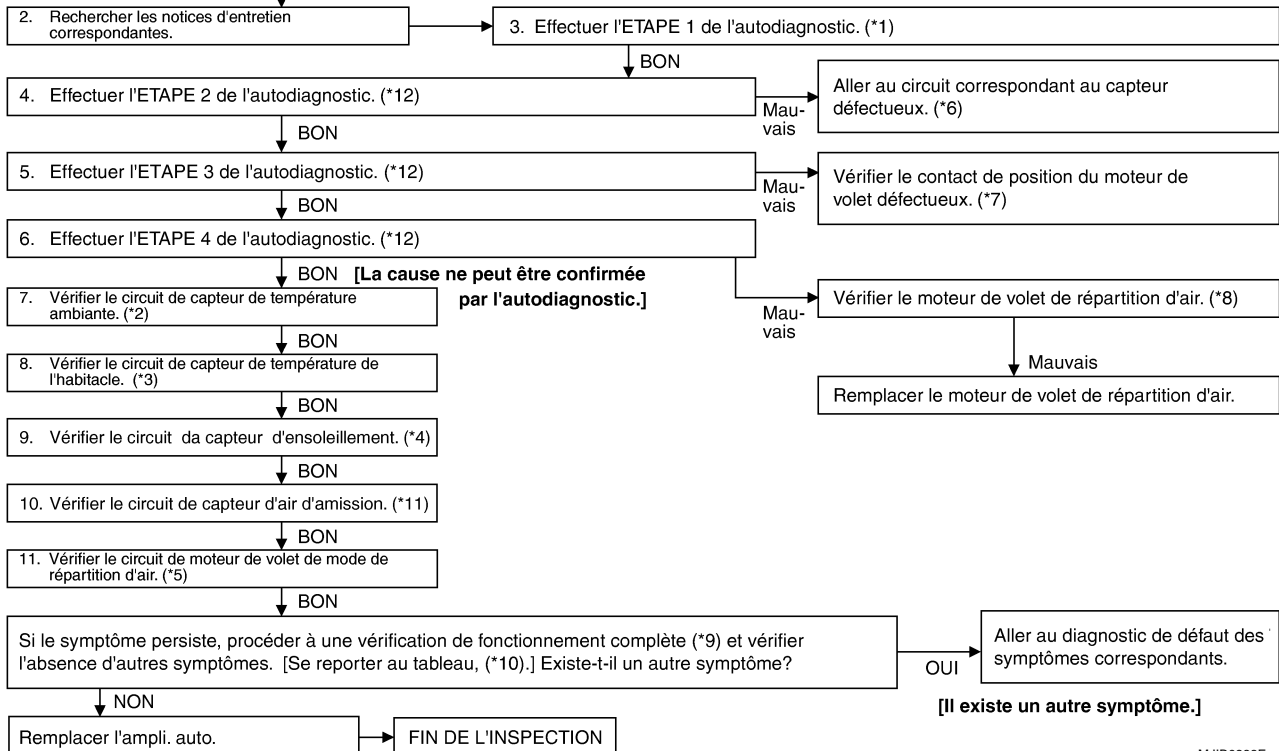 2. Rechercher les notices d'entretien
correspondantes.
3. Effectuer l'ETAPE 1 de l'autodiagnostic. (*1)
BON
4. Effectuer l'ETAPE 2 de l'autodiagnostic. (*12)
Mau-
vais
Aller au circuit correspondant au capteur
défectueux. (*6)
BON
5. Effectuer l'ETAPE 3 de l'autodiagnostic. (*12)
Mau-
vais
Vérifier le contact de position du moteur de
volet défectueux. (*7)
BON
6. Effectuer l'ETAPE 4 de l'autodiagnostic. (*12)
BON [La cause ne peut être confirmée
par l'autodiagnostic.]
Mau-
vais
Vérifier le moteur de volet de répartition d'air. (*8)
Mauvais
Remplacer le moteur de volet de répartition d'air.
7. Vérifier le circuit de capteur de température
ambiante. (*2)
BON
8. Vérifier le circuit de capteur de température de
l'habitacle. (*3)
BON
9. Vérifier le circuit da capteur d'ensoleillement. (*4)
BON
10. Vérifier le circuit de capteur d'air d'amission. (*11)
BON
11. Vérifier le circuit de moteur de volet de mode de
répartition d'air. (*5)
BON
Si le symptôme persiste, procéder à une vérification de fonctionnement complète (*9) et vérifier
l'absence d'autres symptômes. [Se reporter au tableau, (*10).] Existe-t-il un autre symptôme?
OUI
Aller au diagnostic de défaut des
symptômes correspondants.
[Il existe un autre symptôme.]
NON
Remplacer l'ampli. auto.
FIN DE L'INSPECTION